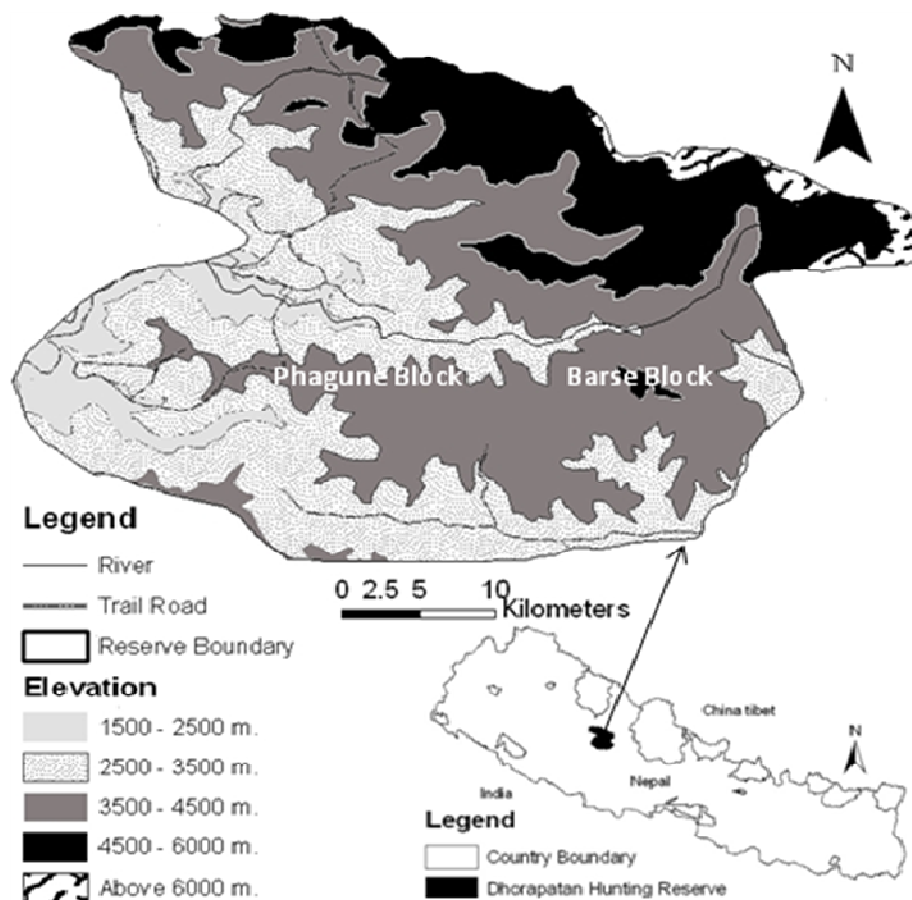 N
Phagune Block
Barse Block
Legend
River
Trail Road
Reserve Boundary
Elevation
1500 - 2500 m.
2500 - 3500 m.
3500 - 4500 m.
4500 - 6000 m.
Above 6000 m.
0 2.5 5 10
Kilometers
China tibet
N
Nepal
India
Legend
Country Boundary
Dhorapatan Hunting Reserve